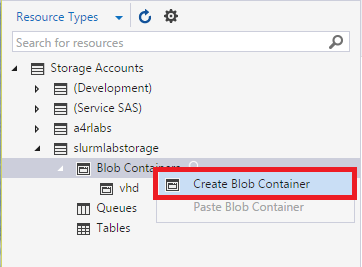 Resource Types
Search for resources
Storage Accounts
(Development)
(Service SAS)
a4rlabs
slurmlabstorage
Blob Containers
vhd
Create Blob Container
Queues
Paste Blob Container
Tables